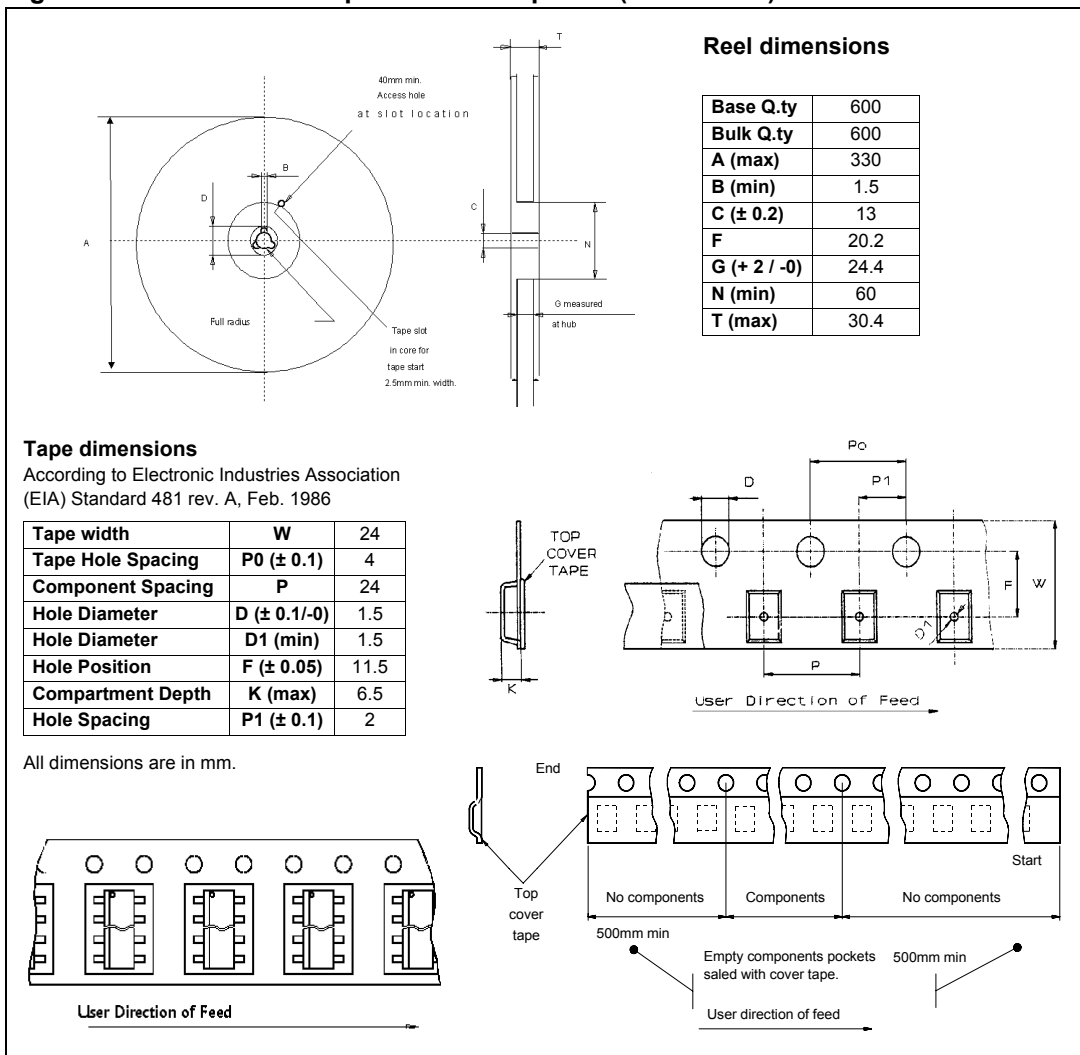 Reel dimensions
Base Q.ty 600
Bulk Q.ty 600
A (max) 330
B (min) 1.5
C (± 0.2) 13
F 20.2
G (+ 2 / -0) 24.4
N (min) 60
T (max) 30.4
T
40mm min.
Access hole
at slot location
B
D
C
A
N
G measured
at hub
Full radius
Tape slot
in core for
tape start
2.5mm min. width.
Tape dimensions
According to Electronic Industries Association
(EIA) Standard 481 rev. A, Feb. 1986
Tape width W 24
Tape Hole Spacing P0 (± 0.1) 4
Component Spacing P 24
Hole Diameter D (± 0.1/-0) 1.5
Hole Diameter D1 (min) 1.5
Hole Position F (± 0.05) 11.5
Compartment Depth K (max) 6.5
Hole Spacing P1 (± 0.1) 2
All dimensions are in mm.
Po
D
P1
TOP
COVER
TAPE
F
W
D1
K
P
User Direction of Feed
End
Start
Top
cover
tape
No components
Components
No components
500mm min
Empty components pockets
saled with cover tape.
500mm min
User direction of feed
User Direction of Feed